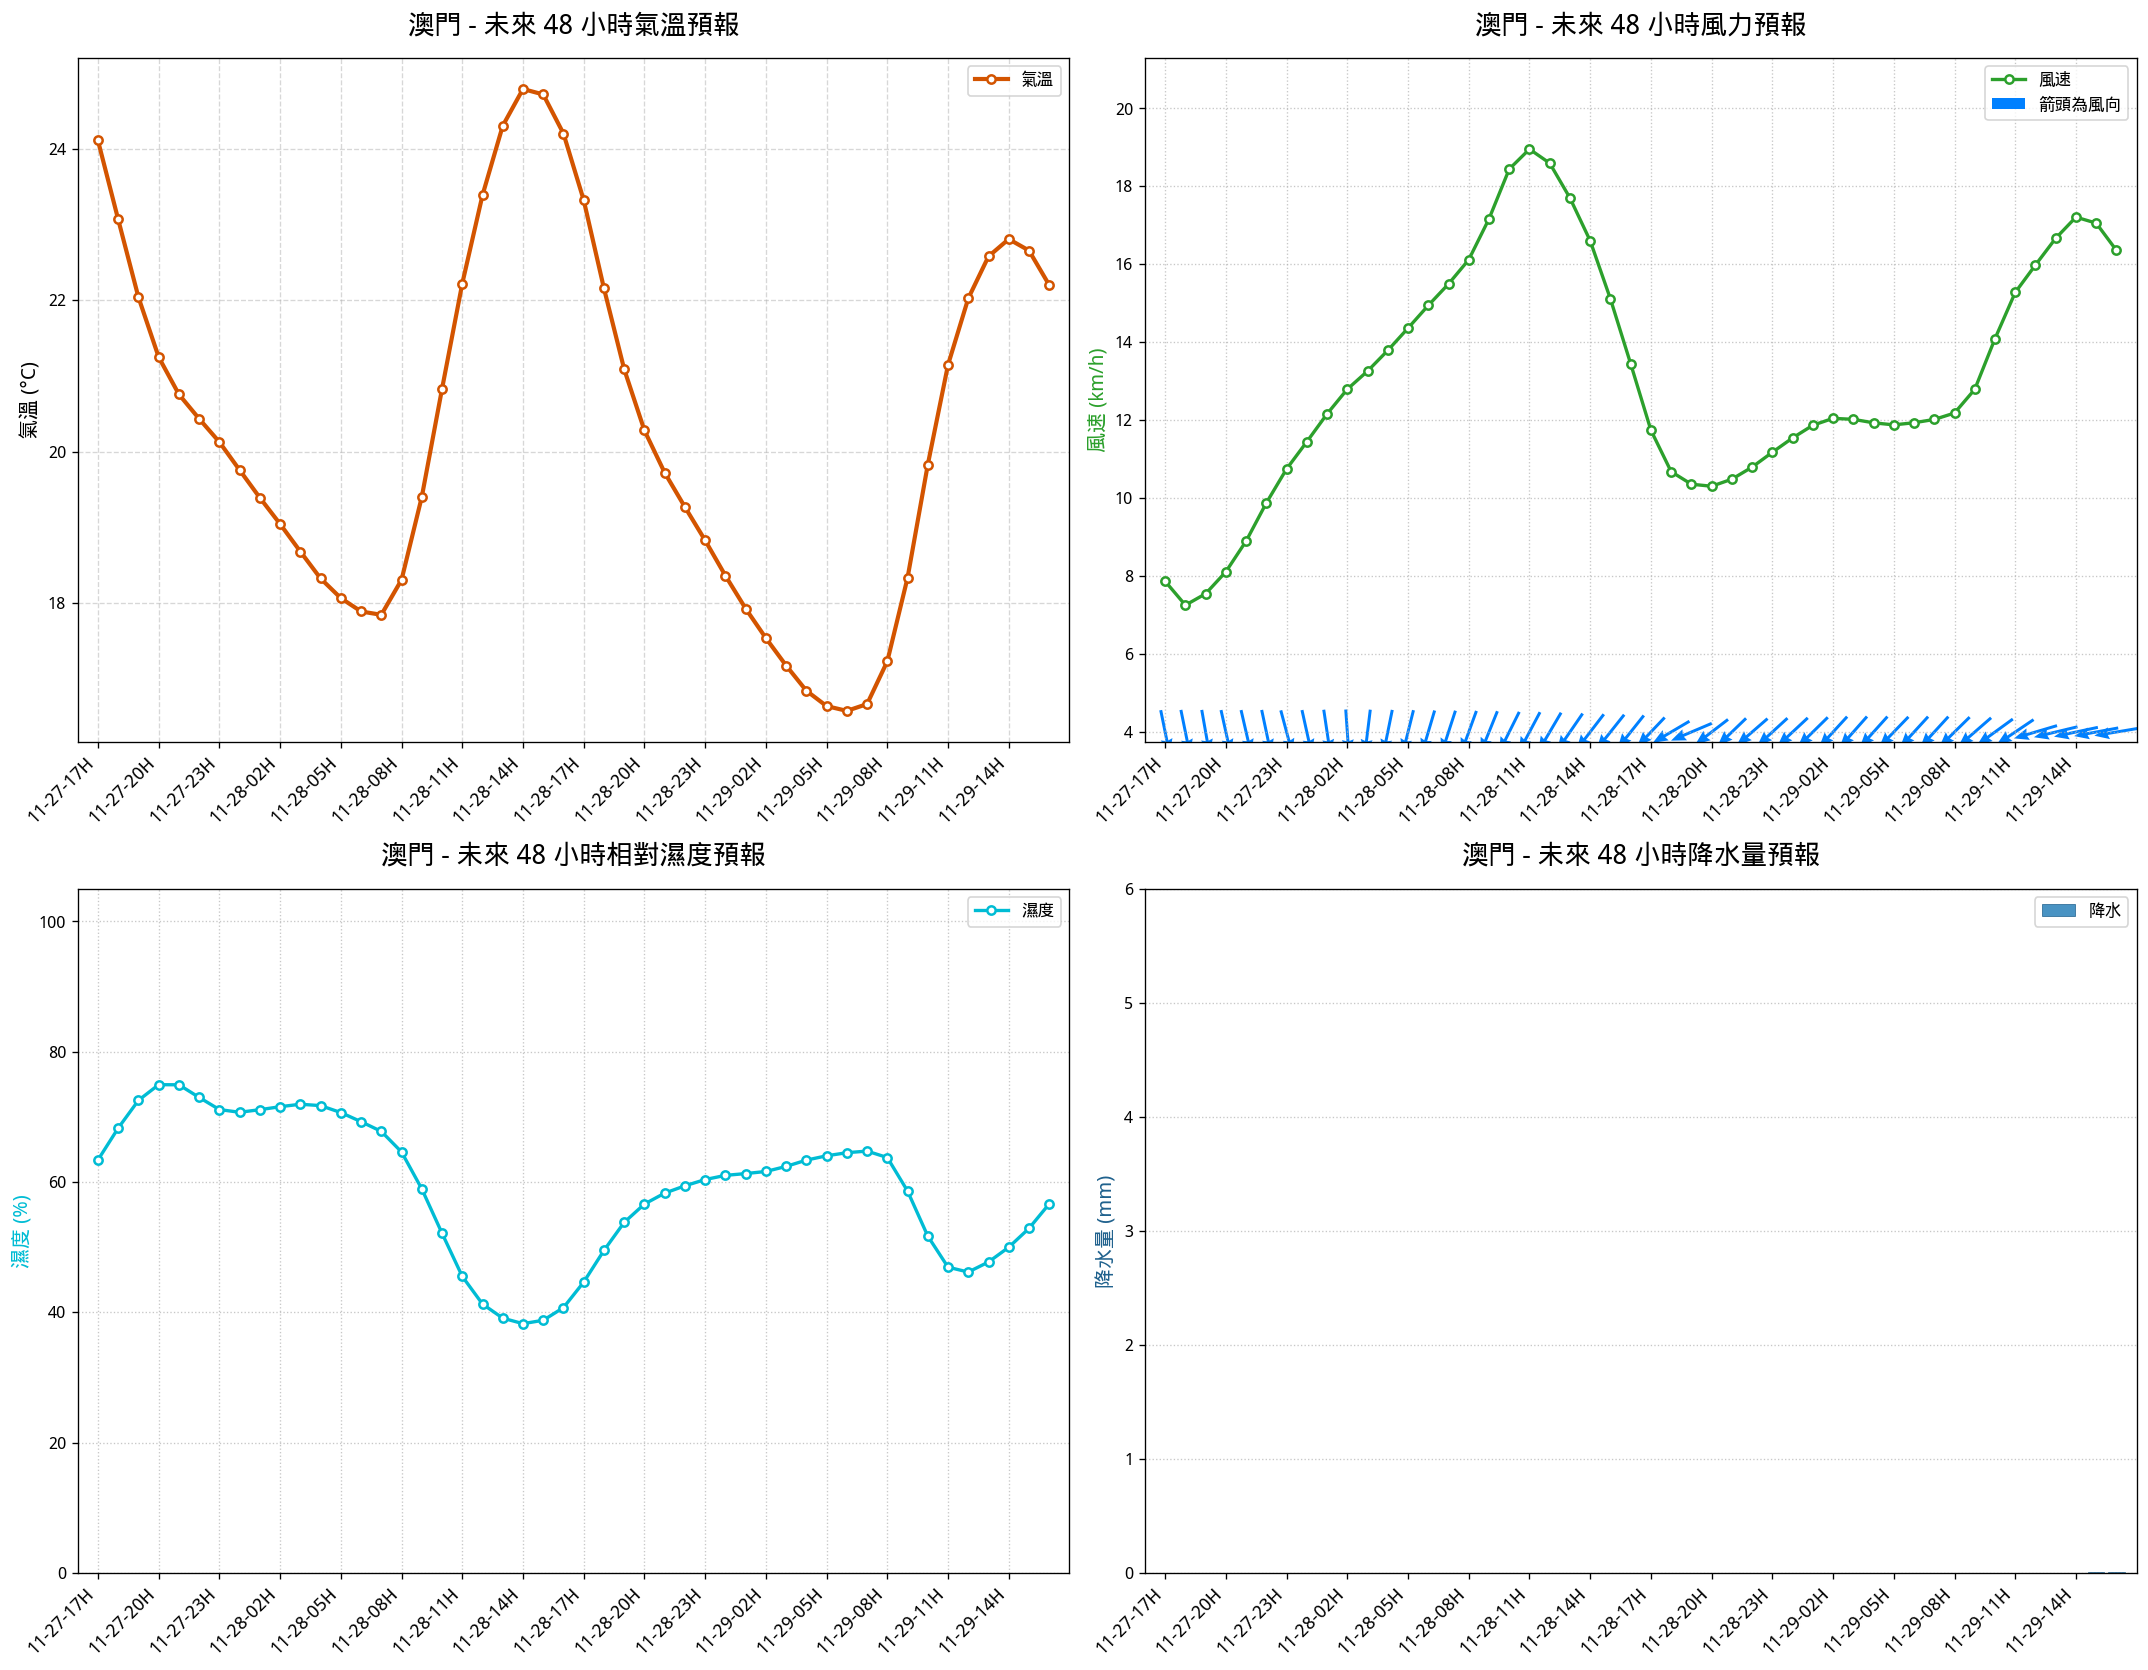 澳門 - 未來 48 小時氣溫預報
氣溫
氣溫 (°C)
24
22
20
18
11-27-17H
11-27-20H
11-27-23H
11-28-02H
11-28-05H
11-28-08H
11-28-11H
11-28-14H
11-28-17H
11-28-20H
11-28-23H
11-29-02H
11-29-05H
11-29-08H
11-29-11H
11-29-14H
澳門 - 未來 48 小時風力預報
風速
箭頭為風向
風速 (km/h)
20
18
16
14
12
10
8
6
4
11-27-17H
11-27-20H
11-27-23H
11-28-02H
11-28-05H
11-28-08H
11-28-11H
11-28-14H
11-28-17H
11-28-20H
11-28-23H
11-29-02H
11-29-05H
11-29-08H
11-29-11H
11-29-14H
澳門 - 未來 48 小時相對濕度預報
濕度
濕度 (%)
100
80
60
40
20
0
11-27-17H
11-27-20H
11-27-23H
11-28-02H
11-28-05H
11-28-08H
11-28-11H
11-28-14H
11-28-17H
11-28-20H
11-28-23H
11-29-02H
11-29-05H
11-29-08H
11-29-11H
11-29-14H
澳門 - 未來 48 小時降水量預報
降水
降水量 (mm)
6
5
4
3
2
1
0
11-27-17H
11-27-20H
11-27-23H
11-28-02H
11-28-05H
11-28-08H
11-28-11H
11-28-14H
11-28-17H
11-28-20H
11-28-23H
11-29-02H
11-29-05H
11-29-08H
11-29-11H
11-29-14H